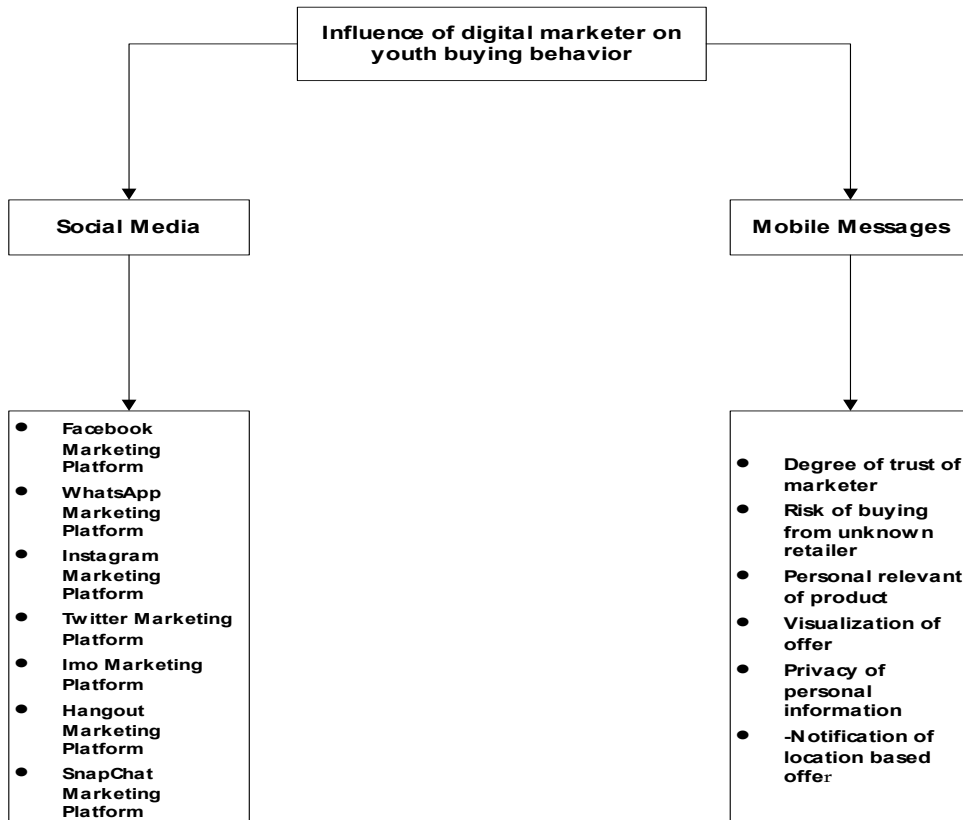 Influence of digital marketer on
youth buying behavior
Social Media
Mobile Messages
● Facebook
Marketing
Platform
● WhatsApp
Marketing
Platform
● Instagram
Marketing
Platform
● Twitter Marketing
Platform
● Imo Marketing
Platform
● Hangout
Marketing
Platform
● SnapChat
Marketing
Platform
● Degree of trust of
marketer
● Risk of buying
from unknown
retailer
● Personal relevant
of product
● Visualization of
offer
● Privacy of
personal
information
● -Notification of
location based
offer